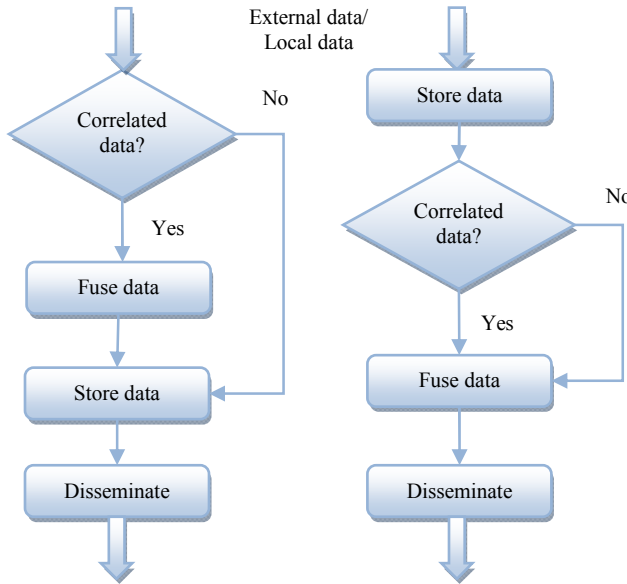 External data/
Local data
Correlated
data?
No
Yes
Fuse data
Store data
Disseminate
Store data
Correlated
data?
No
Yes
Fuse data
Disseminate